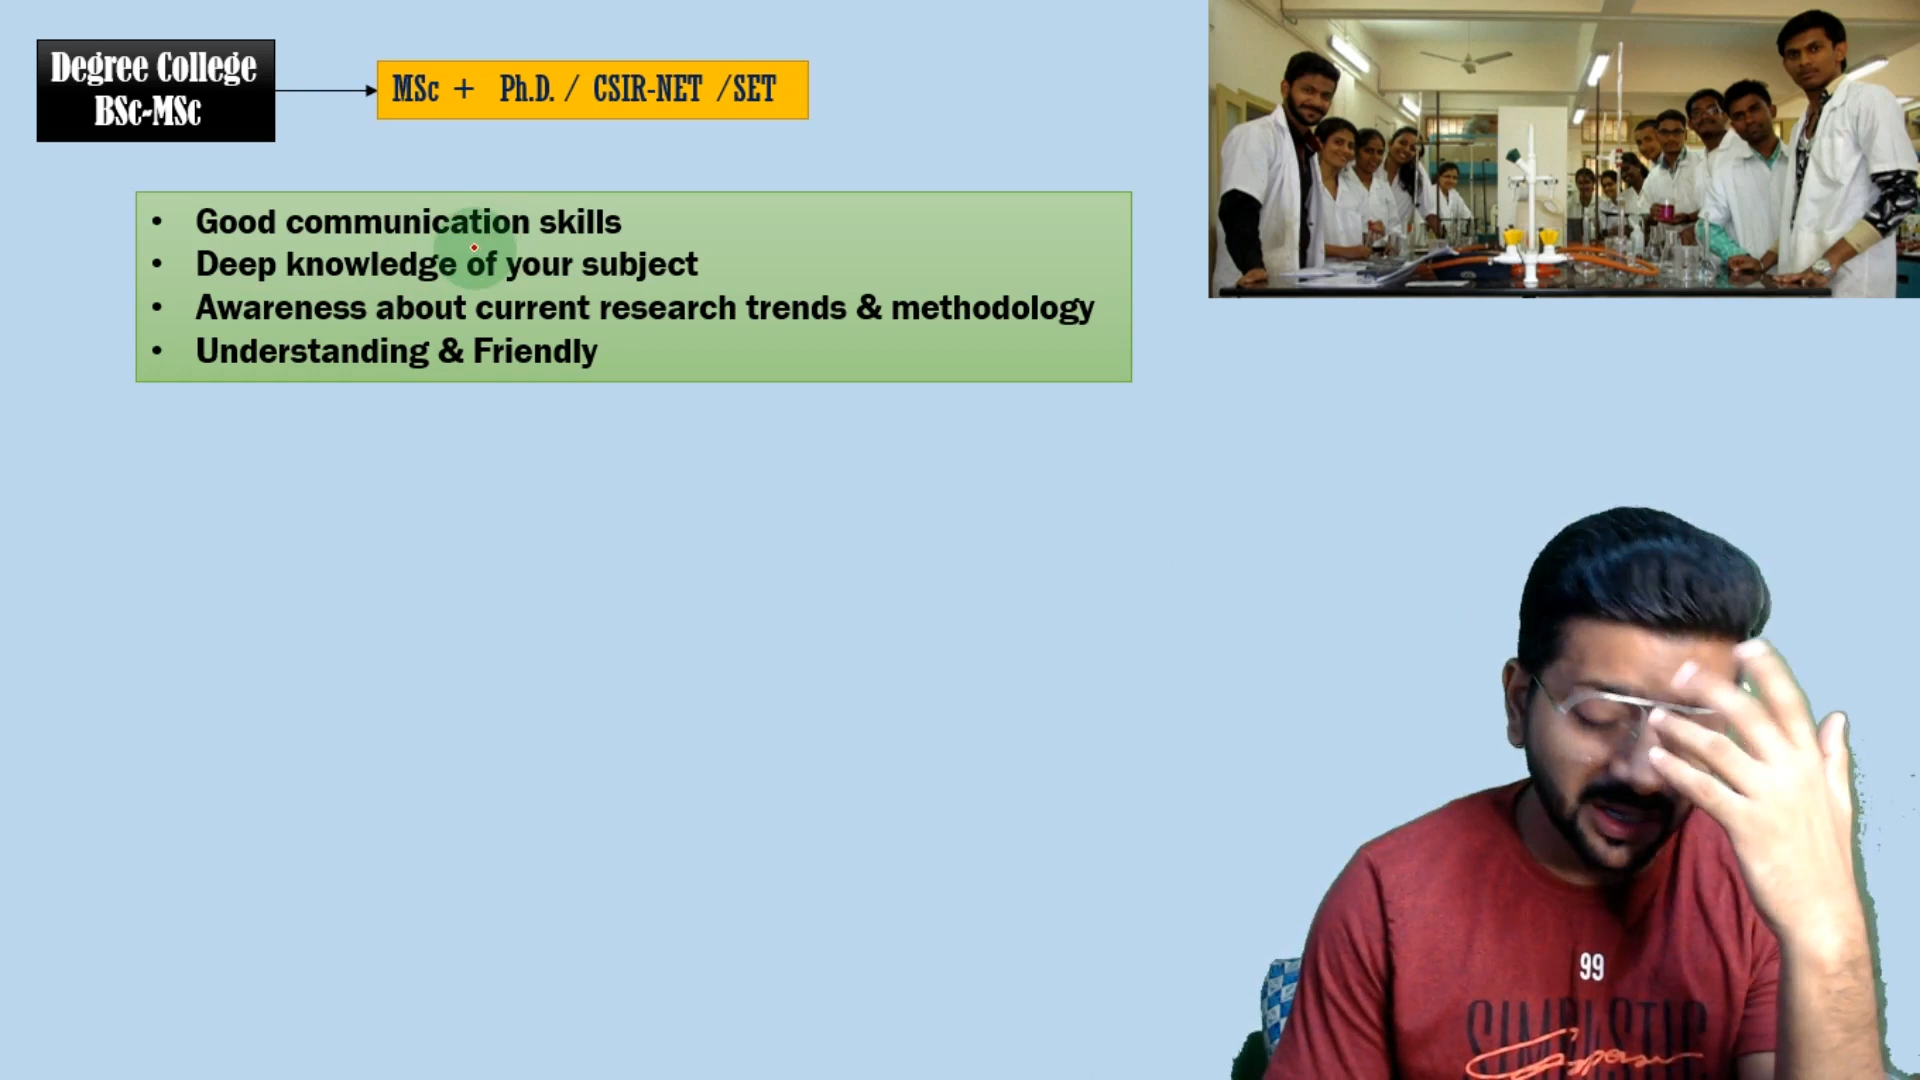 Degree College
BSc-MSc
MSc + Ph.D. / CSIR-NET /SET
• Good communication skills
• Deep knowledge of your subject
• Awareness about current research trends & methodology
• Understanding & Friendly
99